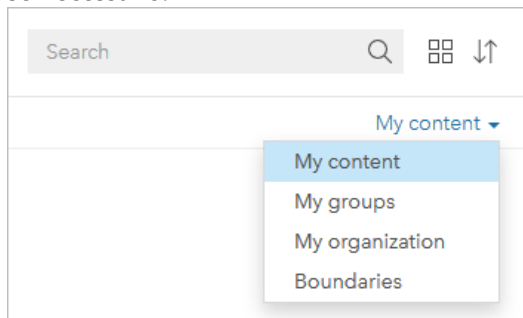 Search
My content
My content
My groups
My organization
Boundaries